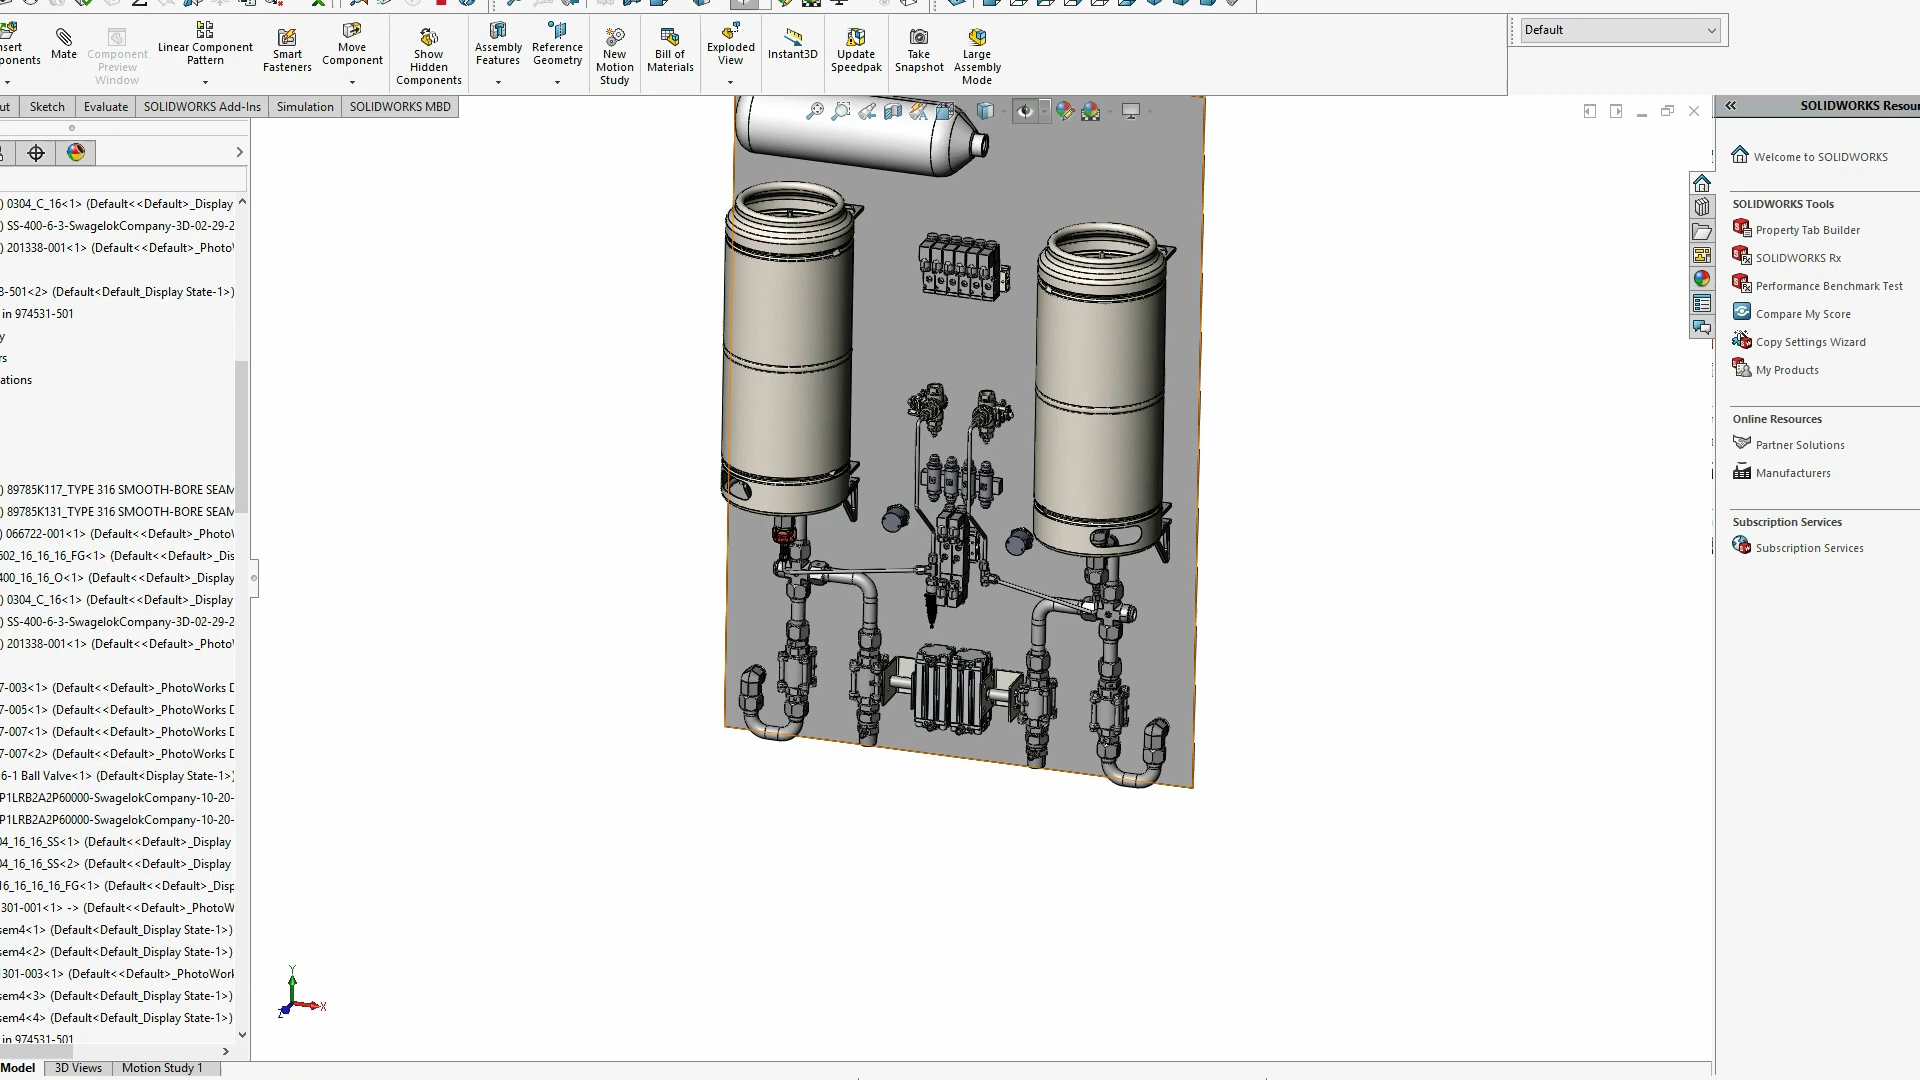 Default
Mate
Component Preview Window
Linear Component Pattern
Smart Fasteners
Move Component
Show Hidden Components
Assembly Features
Reference Geometry
New Motion Study
Bill of Materials
Exploded View
Instant3D
Update Speedpak
Take Snapshot
Large Assembly Mode
Sketch
Evaluate
SOLIDWORKS Add-Ins
Simulation
SOLIDWORKS MBD
) 0304_C_16<1> (Default<<Default>_Display
) SS-400-6-3-SwagelokCompany-3D-02-29-2
) 201338-001<1> (Default<<Default>_PhotoW
8-501<2> (Default<Default_Display State-1>)
in 974531-501
ations
) 89785K117_TYPE 316 SMOOTH-BORE SEAM
) 89785K131_TYPE 316 SMOOTH-BORE SEAM
) 066722-001<1> (Default<<Default>_PhotoW
602_16_16_16_FG<1> (Default<<Default>_Dis
400_16_16_O<1> (Default<<Default>_Display
) 0304_C_16<1> (Default<<Default>_Display
) SS-400-6-3-SwagelokCompany-3D-02-29-2
) 201338-001<1> (Default<<Default>_PhotoW
7-003<1> (Default<<Default>_PhotoWorks D
7-005<1> (Default<<Default>_PhotoWorks D
7-007<1> (Default<<Default>_PhotoWorks D
7-007<2> (Default<<Default>_PhotoWorks D
6-1 Ball Valve<1> (Default<Display State-1>)
P1LRB2A2P60000-SwagelokCompany-10-20-
P1LRB2A2P60000-SwagelokCompany-10-20-
04_16_16_SS<1> (Default<<Default>_Display
04_16_16_SS<2> (Default<<Default>_Display
16_16_16_16_FG<1> (Default<<Default>_Disp
301-001<1> -> (Default<<Default>_PhotoW
sem4<1> (Default<Default_Display State-1>)
sem4<2> (Default<Default_Display State-1>)
301-003<1> (Default<<Default>_PhotoWork
sem4<3> (Default<Default_Display State-1>)
sem4<4> (Default<Default_Display State-1>)
in 974531-501
Model
3D Views
Motion Study 1
Y
X
Z
SOLIDWORKS Resour
Welcome to SOLIDWORKS
SOLIDWORKS Tools
Property Tab Builder
SOLIDWORKS Rx
Performance Benchmark Test
Compare My Score
Copy Settings Wizard
My Products
Online Resources
Partner Solutions
Manufacturers
Subscription Services
Subscription Services